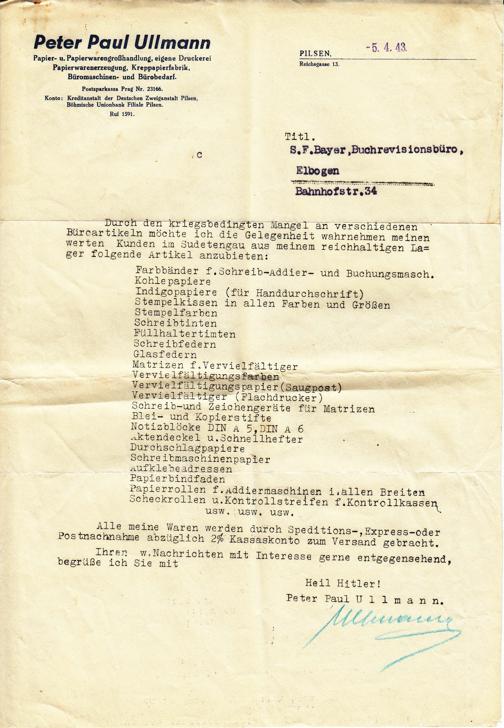 Peter Paul Ullmann
Papier- u. Papierwarengroßhandlung, eigene Druckerei
Papierwarenerzeugung, Kreppapierfabrik,
Büromaschinen- und Bürobedarf.
Postsparkassa Prag Nr. 23166.
Konto: Kreditanstalt der Deutschen Zweiganstalt Pilsen,
Böhmische Unionbank Filiale Pilsen.
Ruf 1591.
PILSEN, -5. 4. 43.
Reichsgasse 13.
C
Titl.
S.F.Bayer,Buchrevisionsbüro,
Elbogen
Bahnhofstr.34
Durch den kriegsbedingten Mangel an verschiedenen
Bürcartikeln möchte ich die Gelegenheit wahrnehmen meinen
werten Kunden im Sudetengau aus meinem reichhaltigen La=
ger folgende Artikel anzubieten:
Farbbänder f.Schreib-Addier- und Buchungsmasch.
Kohlepapiere
Indigopapiere (für Handdurchschrift)
Stempelkissen in allen Farben und Größen
Stempelfarben
Schreibtinten
Füllhaltertimten
Schreibfedern
Glasfedern
Matrizen f.Vervielfältiger
Vervielfältigungsfarben
Vervielfältigungspapier(Saugpost)
Vervielfältiger (Flachdrucker)
Schreib-und Zeichengeräte für Matrizen
Blei- und Kopierstifte
Notizblöcke DIN A 5,DIN A 6
Aktendeckel u.Schnellhefter
Durchschlagpapiere
Schreibmaschinenpapier
Aufklebeadressen
Papierbindfaden
Papierrollen f.Addiermaschinen i.allen Breiten
Scheckrollen u.Kontrollstreifen f.Kontrollkassen
usw. usw. usw.
Alle meine Waren werden durch Speditions-,Express-oder
Postnachnahme abzüglich 2% Kassaskonto zum Versand gebracht.
Ihren w.Nachrichten mit Interesse gerne entgegensehend,
begrüße ich Sie mit
Heil Hitler!
Peter Paul Ullmann.
Ullmann